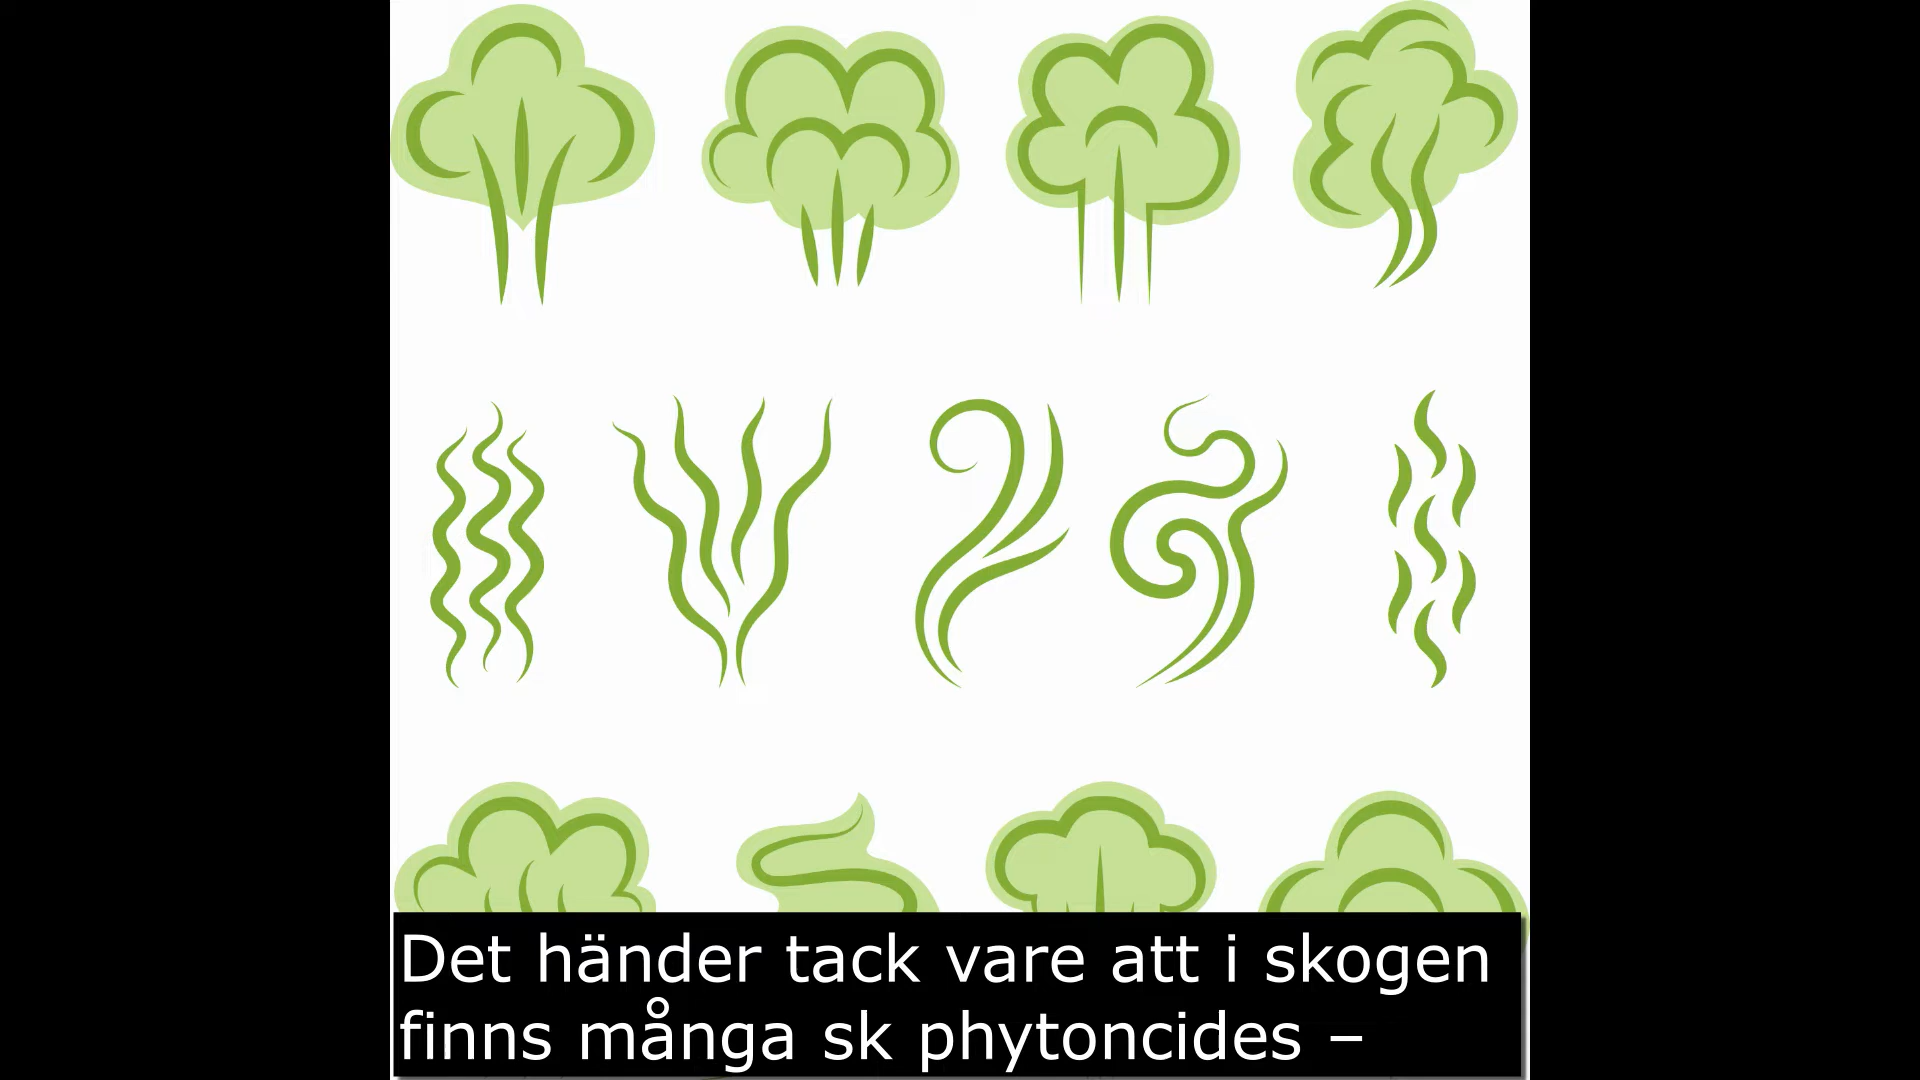 Det händer tack vare att i skogen
finns många sk phytoncides –